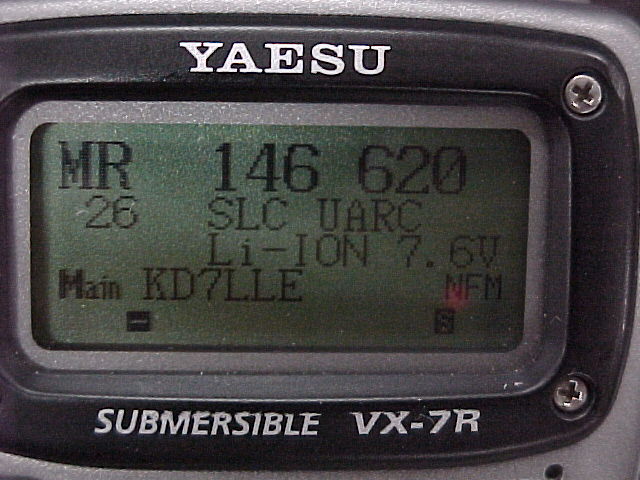 YAESU
MR 146 620
26 SLC UARC
Li-ION 7.6V
Main KD7LLE NFM
SUBMERSIBLE VX-7R